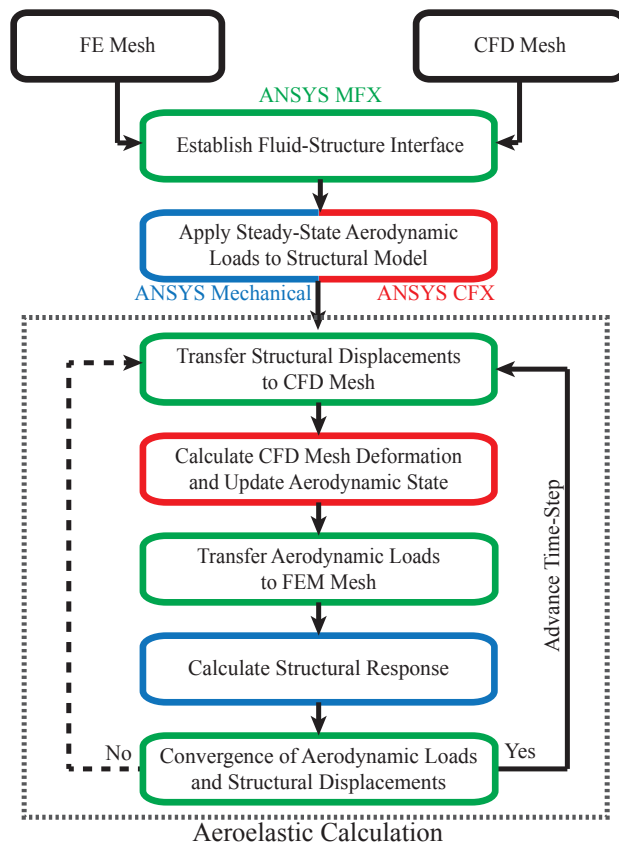 FE Mesh
CFD Mesh
ANSYS MFX
Establish Fluid-Structure Interface
Apply Steady-State Aerodynamic
Loads to Structural Model
ANSYS Mechanical
ANSYS CFX
Transfer Structural Displacements
to CFD Mesh
Calculate CFD Mesh Deformation
and Update Aerodynamic State
Transfer Aerodynamic Loads
to FEM Mesh
Advance Time-Step
Calculate Structural Response
No
Convergence of Aerodynamic Loads
and Structural Displacements
Yes
Aeroelastic Calculation